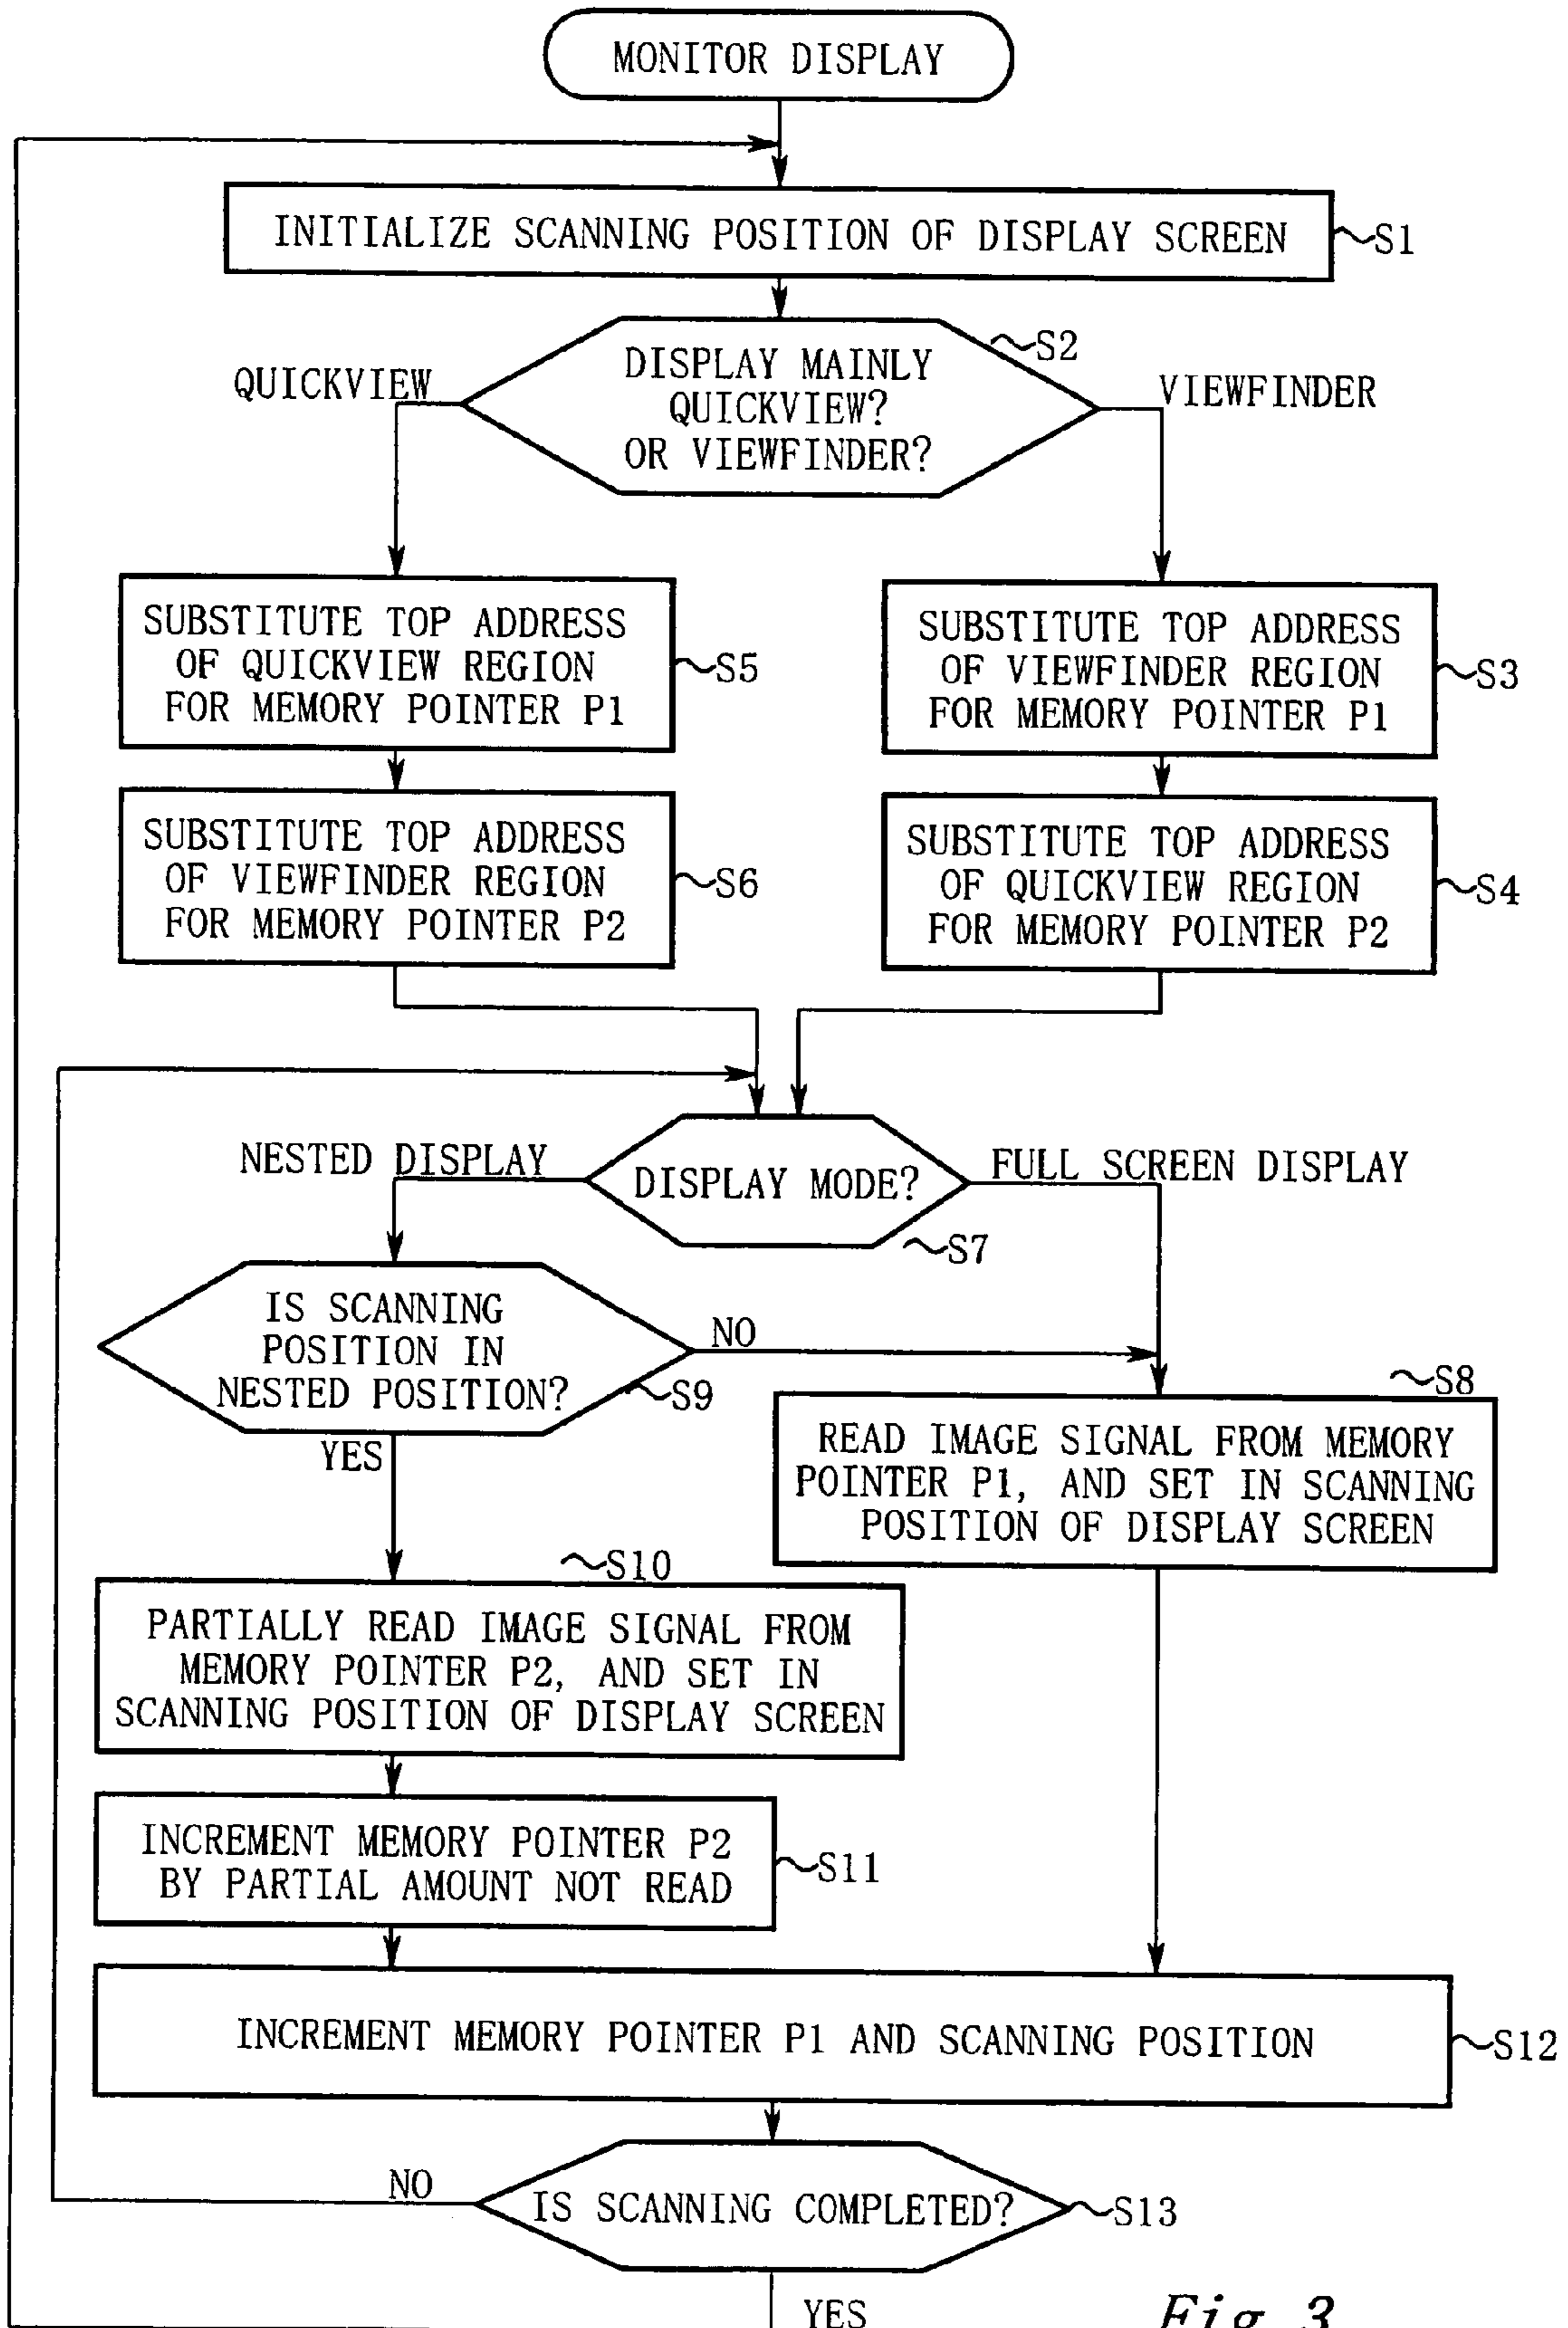 MONITOR DISPLAY
INITIALIZE SCANNING POSITION OF DISPLAY SCREEN
S1
S2
DISPLAY MAINLY
QUICKVIEW?
OR VIEWFINDER?
QUICKVIEW
VIEWFINDER
SUBSTITUTE TOP ADDRESS
OF QUICKVIEW REGION
FOR MEMORY POINTER P1
S5
SUBSTITUTE TOP ADDRESS
OF VIEWFINDER REGION
FOR MEMORY POINTER P1
S3
SUBSTITUTE TOP ADDRESS
OF VIEWFINDER REGION
FOR MEMORY POINTER P2
S6
SUBSTITUTE TOP ADDRESS
OF QUICKVIEW REGION
FOR MEMORY POINTER P2
S4
NESTED DISPLAY
DISPLAY MODE?
FULL SCREEN DISPLAY
S7
IS SCANNING
POSITION IN
NESTED POSITION?
NO
S9
YES
S8
READ IMAGE SIGNAL FROM MEMORY
POINTER P1, AND SET IN SCANNING
POSITION OF DISPLAY SCREEN
S10
PARTIALLY READ IMAGE SIGNAL FROM
MEMORY POINTER P2, AND SET IN
SCANNING POSITION OF DISPLAY SCREEN
INCREMENT MEMORY POINTER P2
BY PARTIAL AMOUNT NOT READ
S11
INCREMENT MEMORY POINTER P1 AND SCANNING POSITION
S12
NO
IS SCANNING COMPLETED?
S13
YES
Fig. 3